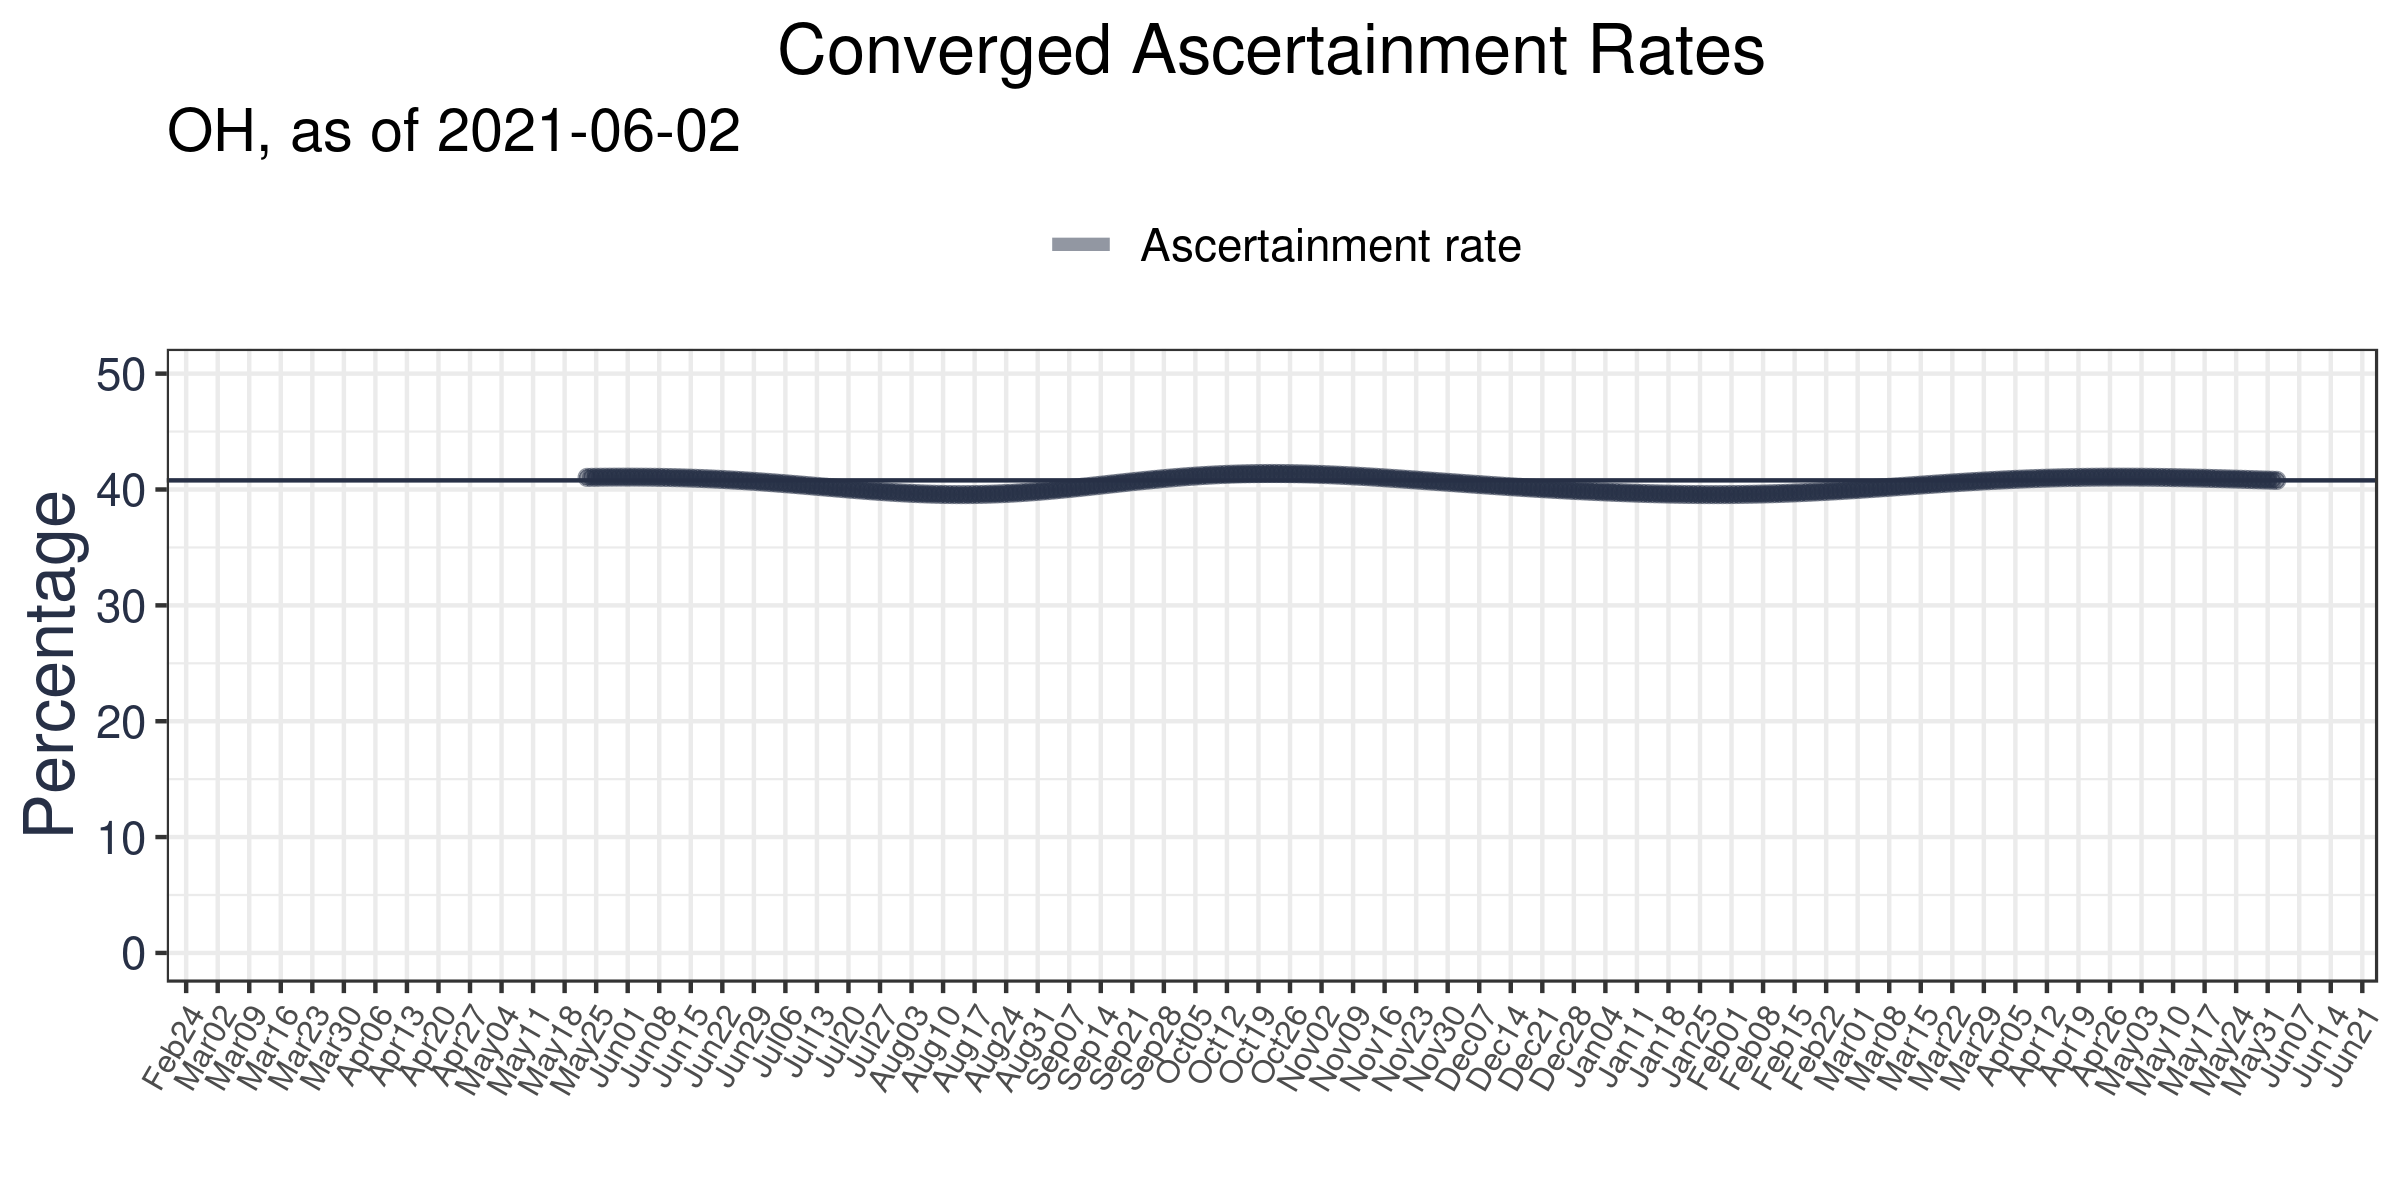 Converged Ascertainment Rates
OH, as of 2021-06-02
Ascertainment rate
Percentage
50
40
30
20
10
0
Feb24
Mar02
Mar09
Mar16
Mar23
Mar30
Apr06
Apr13
Apr20
Apr27
May04
May11
May18
May25
Jun01
Jun08
Jun15
Jun22
Jun29
Jul06
Jul13
Jul20
Jul27
Aug03
Aug10
Aug17
Aug24
Aug31
Sep07
Sep14
Sep21
Sep28
Oct05
Oct12
Oct19
Oct26
Nov02
Nov09
Nov16
Nov23
Nov30
Dec07
Dec14
Dec21
Dec28
Jan04
Jan11
Jan18
Jan25
Feb01
Feb08
Feb15
Feb22
Mar01
Mar08
Mar15
Mar22
Mar29
Apr05
Apr12
Apr19
Apr26
May03
May10
May17
May24
May31
Jun07
Jun14
Jun21